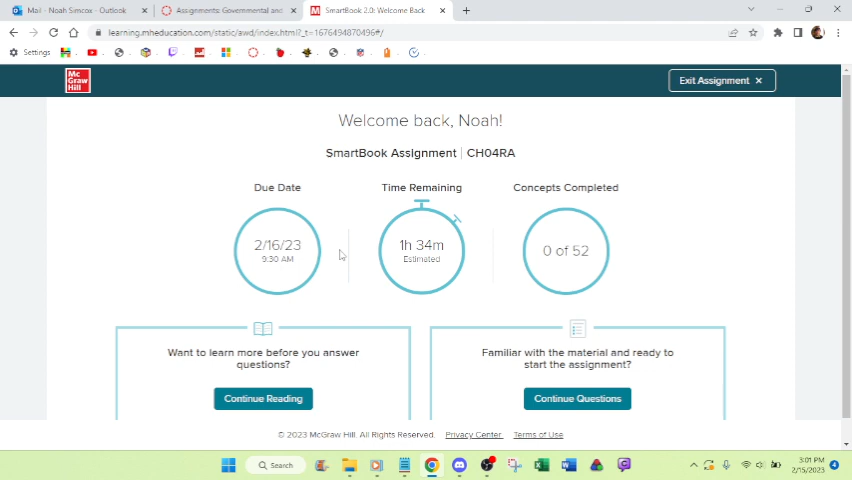 Mail - Noah Simcox - Outlook
Assignments: Governmental and
SmartBook 2.0: Welcome Back
learning.mheducation.com/static/awd/index.html?_t=1676494870496#/
Settings
Mc
Graw
Hill
Exit Assignment
Welcome back, Noah!
SmartBook Assignment | CH04RA
Due Date
Time Remaining
Concepts Completed
2/16/23
9:30 AM
1h 34m
Estimated
0 of 52
Want to learn more before you answer
questions?
Continue Reading
Familiar with the material and ready to
start the assignment?
Continue Questions
© 2023 McGraw Hill. All Rights Reserved. Privacy Center Terms of Use
Search
3:01 PM
2/15/2023
4